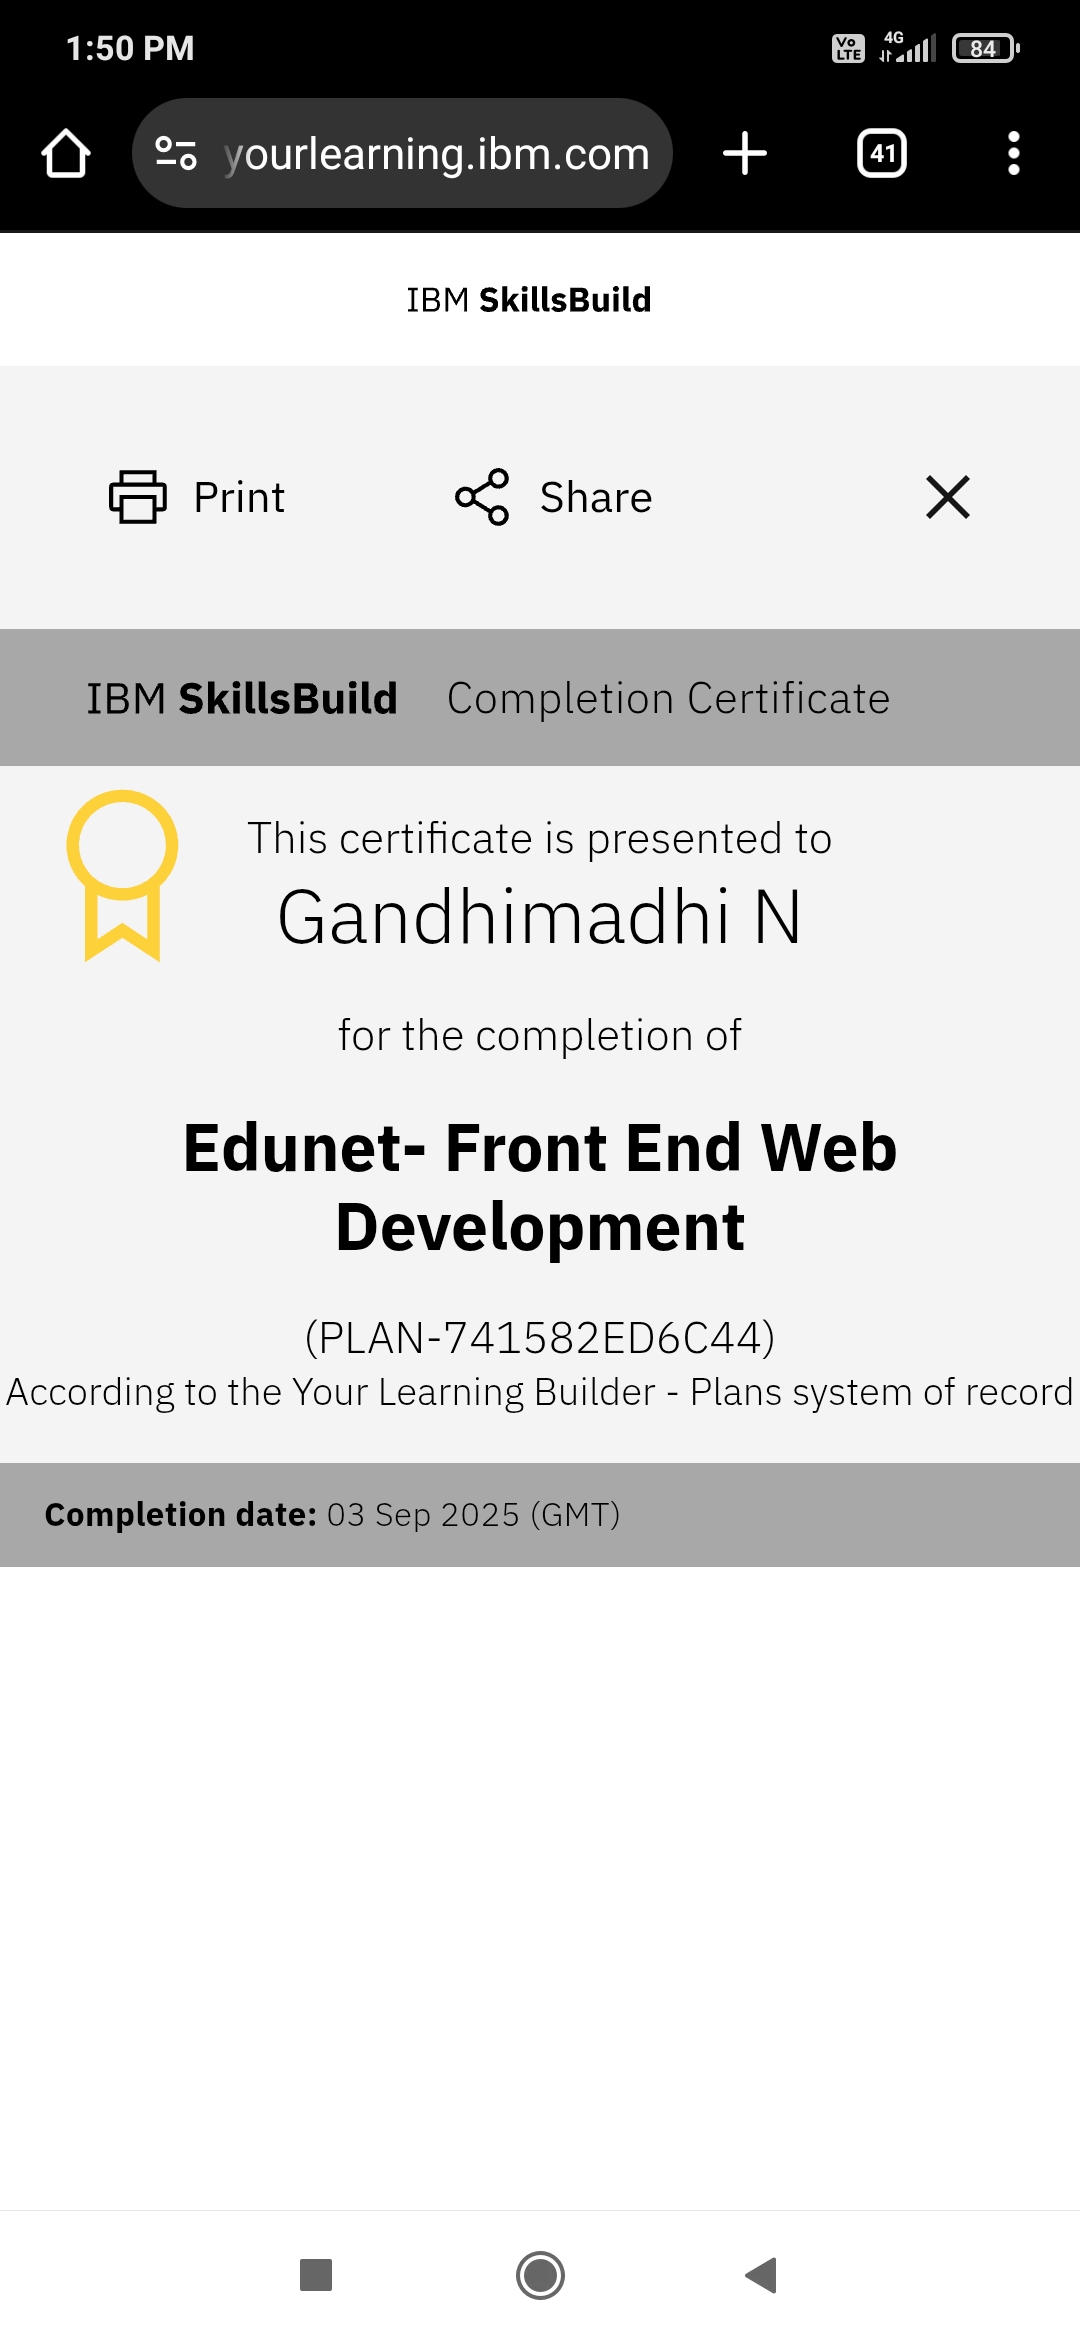 1:50 PM
Vo LTE 4G 84
yourlearning.ibm.com 41
IBM SkillsBuild
Print Share
IBM SkillsBuild Completion Certificate
This certificate is presented to
Gandhimadhi N
for the completion of
Edunet- Front End Web
Development
(PLAN-741582ED6C44)
According to the Your Learning Builder - Plans system of record
Completion date: 03 Sep 2025 (GMT)